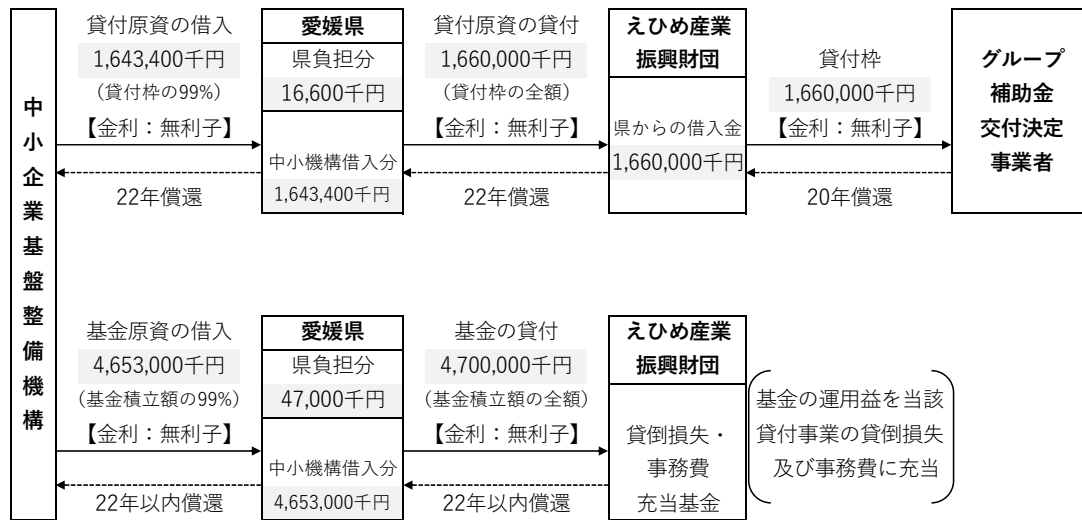 中小企業基盤整備機構
貸付原資の借入
1,643,400千円
(貸付枠の99%)
【金利：無利子】
22年償還
愛媛県
県負担分
16,600千円
中小機構借入分
1,643,400千円
貸付原資の貸付
1,660,000千円
(貸付枠の全額)
【金利：無利子】
22年償還
えひめ産業
振興財団
県からの借入金
1,660,000千円
貸付枠
1,660,000千円
【金利：無利子】
20年償還
グループ
補助金
交付決定
事業者
基金原資の借入
4,653,000千円
(基金積立額の99%)
【金利：無利子】
22年以内償還
愛媛県
県負担分
47,000千円
中小機構借入分
4,653,000千円
基金の貸付
4,700,000千円
(基金積立額の全額)
【金利：無利子】
22年以内償還
えひめ産業
振興財団
貸倒損失・
事務費
充当基金
基金の運用益を当該
貸付事業の貸倒損失
及び事務費に充当